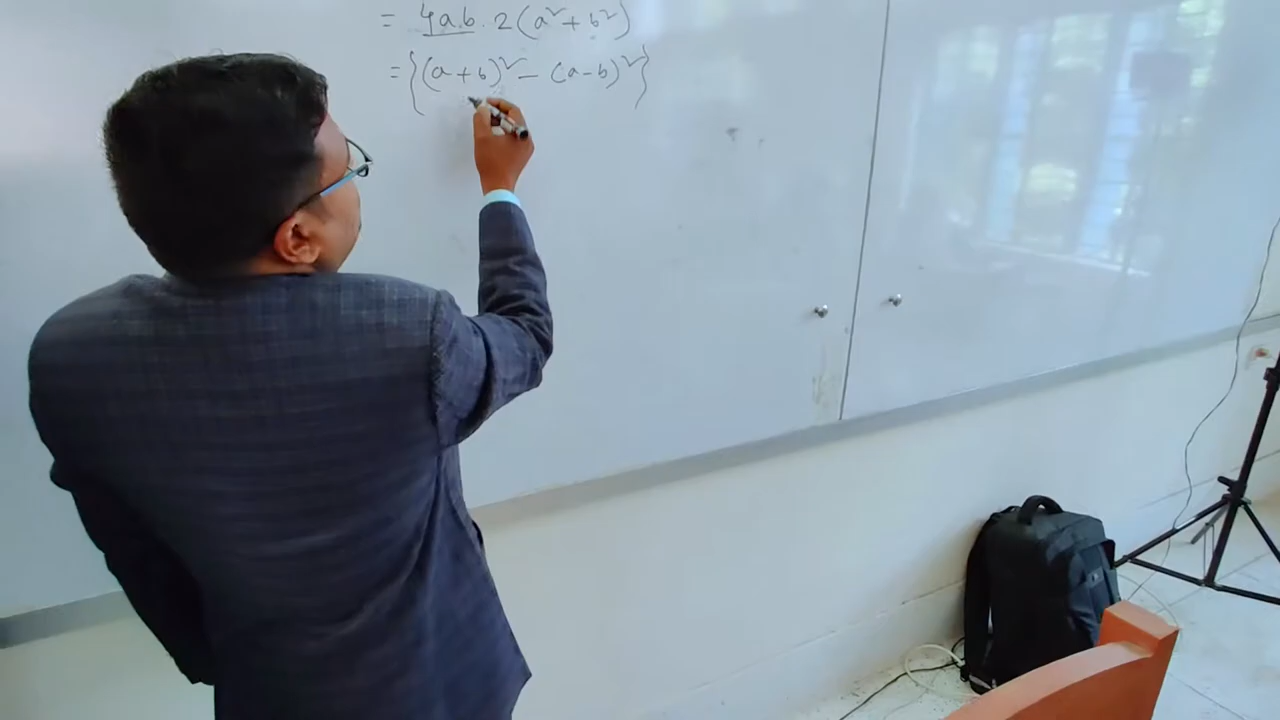 = 4ab. 2(a² + b²)
= {(a+b)² - (a-b)²}